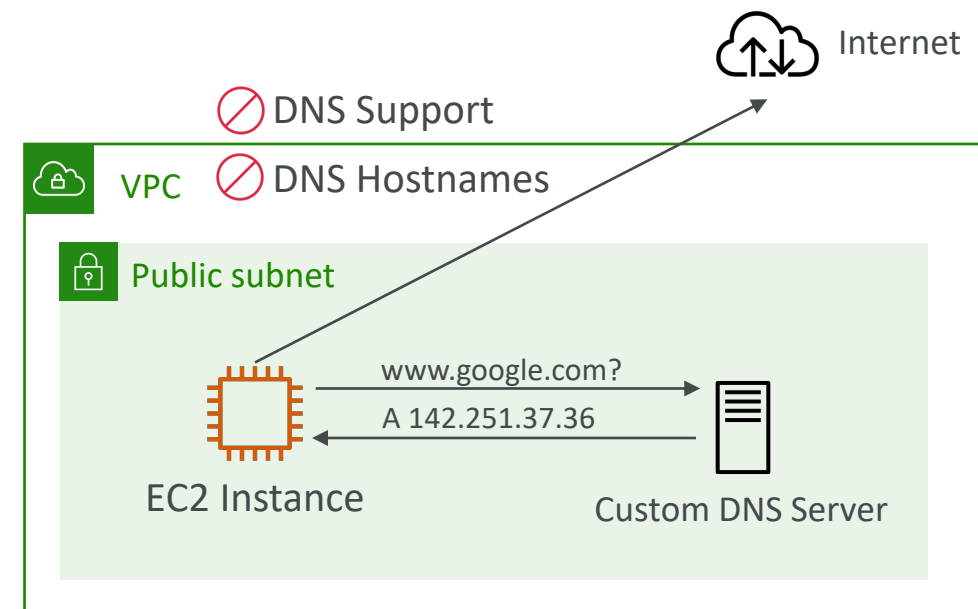 Internet
DNS Support
VPC
DNS Hostnames
Public subnet
www.google.com?
A 142.251.37.36
EC2 Instance
Custom DNS Server